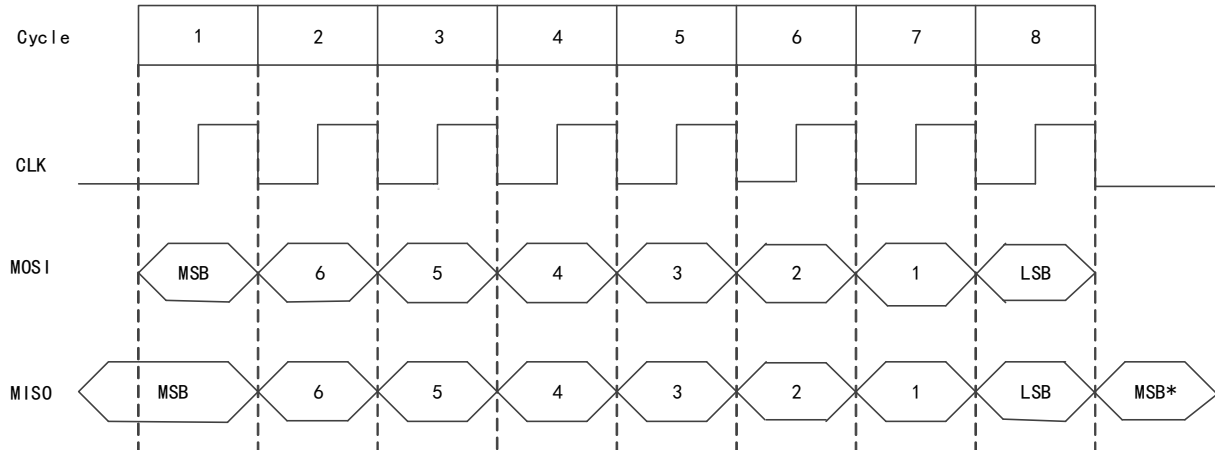 Cycle 1 2 3 4 5 6 7 8
CLK
MOSI MSB 6 5 4 3 2 1 LSB
MISO MSB 6 5 4 3 2 1 LSB MSB*